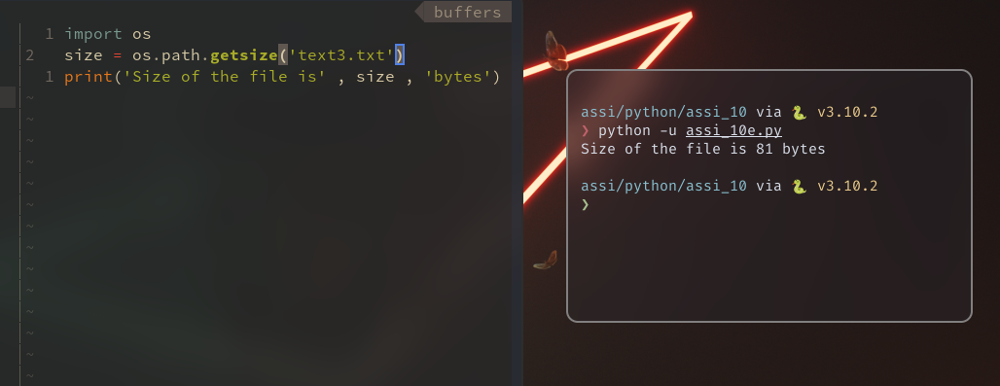 buffers
1 import os
2 size = os.path.getsize('text3.txt')
1 print('Size of the file is' , size , 'bytes')
~
~
~
~
~
~
~
~
~
~
~
~
~
~
assi/python/assi_10 via 🐍 v3.10.2
❯ python -u assi_10e.py
Size of the file is 81 bytes
assi/python/assi_10 via 🐍 v3.10.2
❯